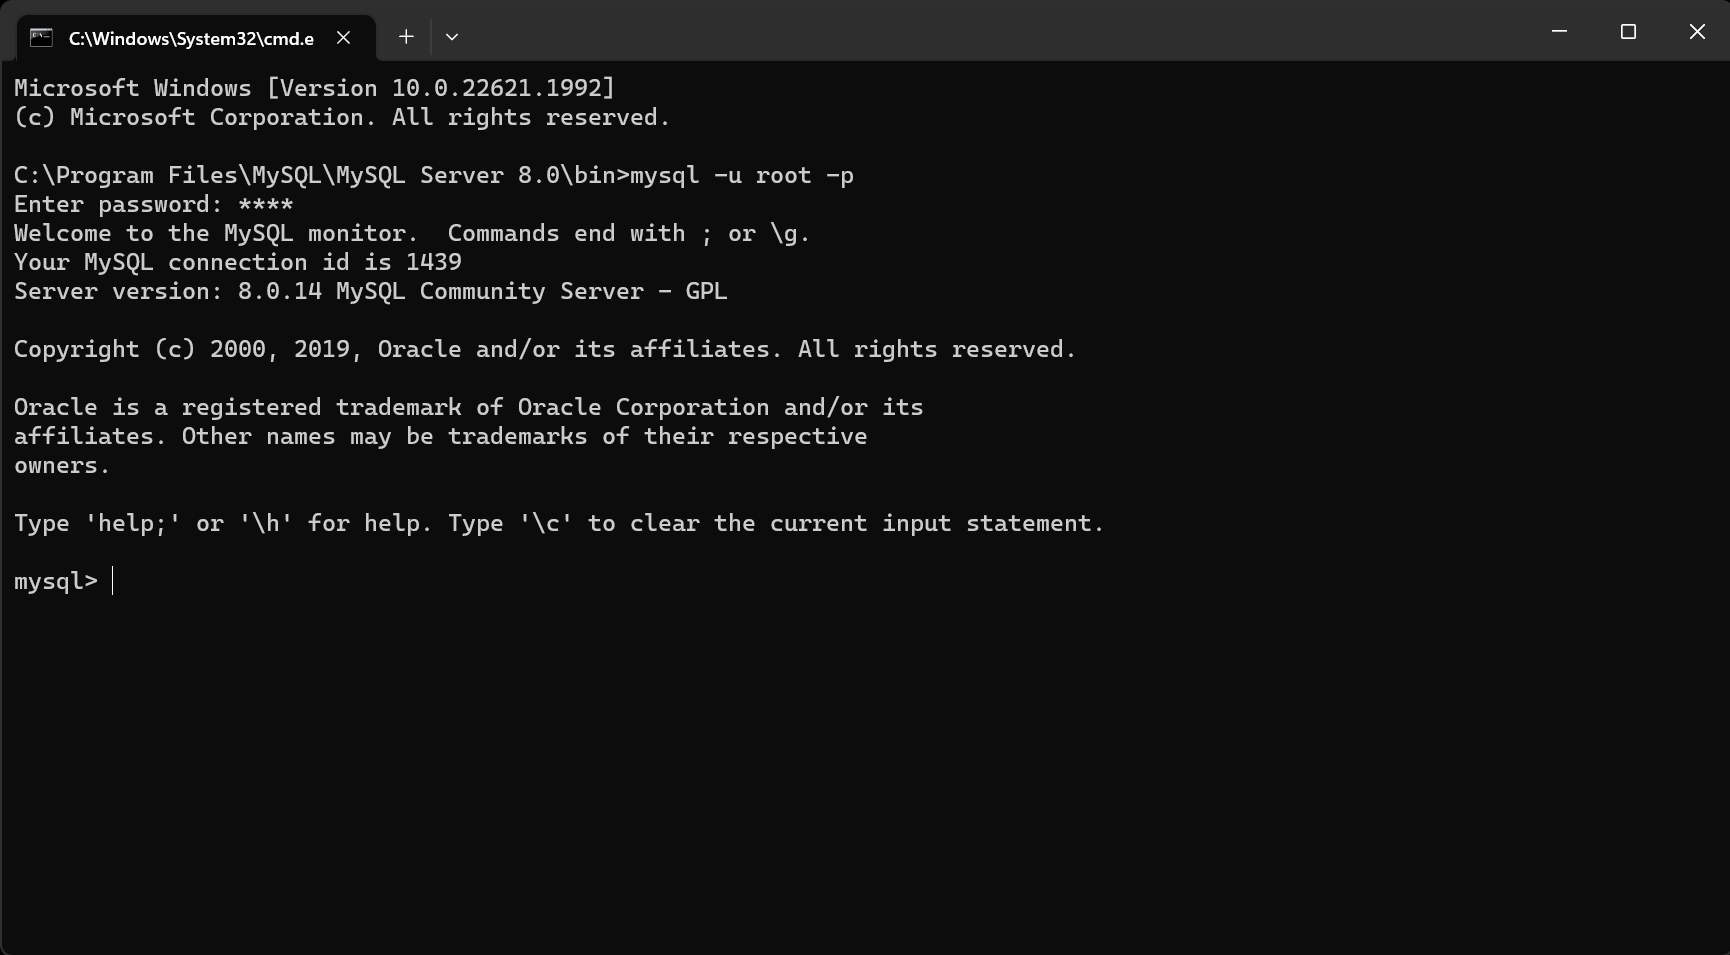 C:\Windows\System32\cmd.e
Microsoft Windows [Version 10.0.22621.1992]
(c) Microsoft Corporation. All rights reserved.
C:\Program Files\MySQL\MySQL Server 8.0\bin>mysql -u root -p
Enter password: ****
Welcome to the MySQL monitor.  Commands end with ; or \g.
Your MySQL connection id is 1439
Server version: 8.0.14 MySQL Community Server - GPL
Copyright (c) 2000, 2019, Oracle and/or its affiliates. All rights reserved.
Oracle is a registered trademark of Oracle Corporation and/or its
affiliates. Other names may be trademarks of their respective
owners.
Type 'help;' or '\h' for help. Type '\c' to clear the current input statement.
mysql>